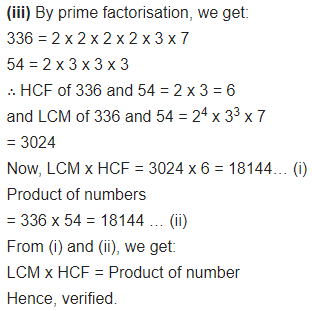 (iii) By prime factorisation, we get:
336 = 2 x 2 x 2 x 2 x 3 x 7
54 = 2 x 3 x 3 x 3
∴ HCF of 336 and 54 = 2 x 3 = 6
and LCM of 336 and 54 = 2⁴ x 3³ x 7
= 3024
Now, LCM x HCF = 3024 x 6 = 18144… (i)
Product of numbers
= 336 x 54 = 18144 … (ii)
From (i) and (ii), we get:
LCM x HCF = Product of number
Hence, verified.